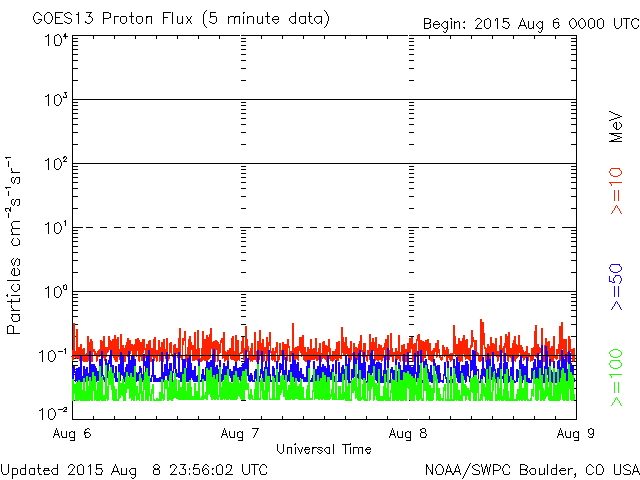 GOES13 Proton Flux (5 minute data)
Begin: 2015 Aug 6 0000 UTC
10⁴
10³
10²
10¹
10⁰
10⁻¹
10⁻²
Particles cm⁻²s⁻¹sr⁻¹
MeV
>=10
>=50
>=100
Aug 6
Aug 7
Aug 8
Aug 9
Universal Time
Updated 2015 Aug 8 23:56:02 UTC
NOAA/SWPC Boulder, CO USA